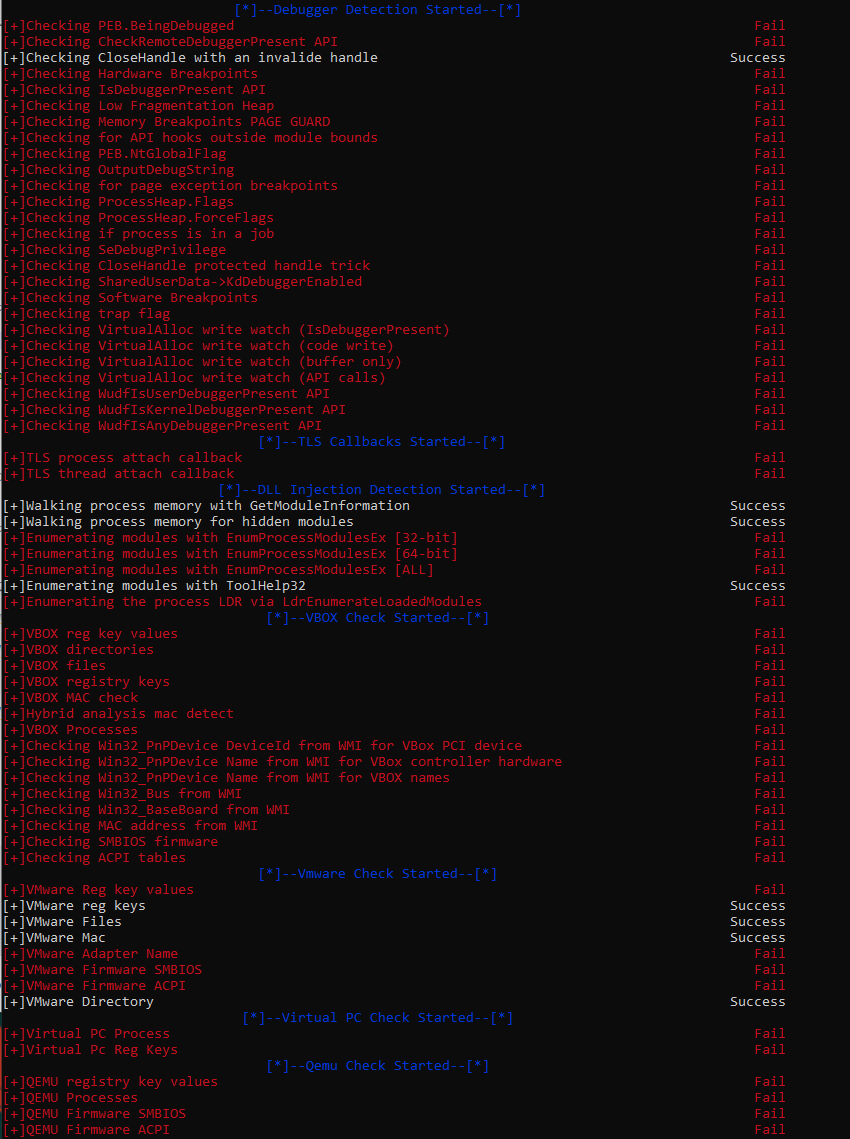 [*]--Debugger Detection Started--[*]
[+]Checking PEB.BeingDebugged Fail
[+]Checking CheckRemoteDebuggerPresent API Fail
[+]Checking CloseHandle with an invalide handle Success
[+]Checking Hardware Breakpoints Fail
[+]Checking IsDebuggerPresent API Fail
[+]Checking Low Fragmentation Heap Fail
[+]Checking Memory Breakpoints PAGE GUARD Fail
[+]Checking for API hooks outside module bounds Fail
[+]Checking PEB.NtGlobalFlag Fail
[+]Checking OutputDebugString Fail
[+]Checking for page exception breakpoints Fail
[+]Checking ProcessHeap.Flags Fail
[+]Checking ProcessHeap.ForceFlags Fail
[+]Checking if process is in a job Fail
[+]Checking SeDebugPrivilege Fail
[+]Checking CloseHandle protected handle trick Fail
[+]Checking SharedUserData->KdDebuggerEnabled Fail
[+]Checking Software Breakpoints Fail
[+]Checking trap flag Fail
[+]Checking VirtualAlloc write watch (IsDebuggerPresent) Fail
[+]Checking VirtualAlloc write watch (code write) Fail
[+]Checking VirtualAlloc write watch (buffer only) Fail
[+]Checking VirtualAlloc write watch (API calls) Fail
[+]Checking WudfIsUserDebuggerPresent API Fail
[+]Checking WudfIsKernelDebuggerPresent API Fail
[+]Checking WudfIsAnyDebuggerPresent API Fail
[*]--TLS Callbacks Started--[*]
[+]TLS process attach callback Fail
[+]TLS thread attach callback Fail
[*]--DLL Injection Detection Started--[*]
[+]Walking process memory with GetModuleInformation Success
[+]Walking process memory for hidden modules Success
[+]Enumerating modules with EnumProcessModulesEx [32-bit] Fail
[+]Enumerating modules with EnumProcessModulesEx [64-bit] Fail
[+]Enumerating modules with EnumProcessModulesEx [ALL] Fail
[+]Enumerating modules with ToolHelp32 Success
[+]Enumerating the process LDR via LdrEnumerateLoadedModules Fail
[*]--VBOX Check Started--[*]
[+]VBOX reg key values Fail
[+]VBOX directories Fail
[+]VBOX files Fail
[+]VBOX registry keys Fail
[+]VBOX MAC check Fail
[+]Hybrid analysis mac detect Fail
[+]VBOX Processes Fail
[+]Checking Win32_PnPDevice DeviceId from WMI for VBox PCI device Fail
[+]Checking Win32_PnPDevice Name from WMI for VBox controller hardware Fail
[+]Checking Win32_PnPDevice Name from WMI for VBOX names Fail
[+]Checking Win32_Bus from WMI Fail
[+]Checking Win32_BaseBoard from WMI Fail
[+]Checking MAC address from WMI Fail
[+]Checking SMBIOS firmware Fail
[+]Checking ACPI tables Fail
[*]--Vmware Check Started--[*]
[+]VMware Reg key values Fail
[+]VMware reg keys Success
[+]VMware Files Success
[+]VMware Mac Success
[+]VMware Adapter Name Fail
[+]VMware Firmware SMBIOS Fail
[+]VMware Firmware ACPI Fail
[+]VMware Directory Success
[*]--Virtual PC Check Started--[*]
[+]Virtual PC Process Fail
[+]Virtual Pc Reg Keys Fail
[*]--Qemu Check Started--[*]
[+]QEMU registry key values Fail
[+]QEMU Processes Fail
[+]QEMU Firmware SMBIOS Fail
[+]QEMU Firmware ACPI Fail